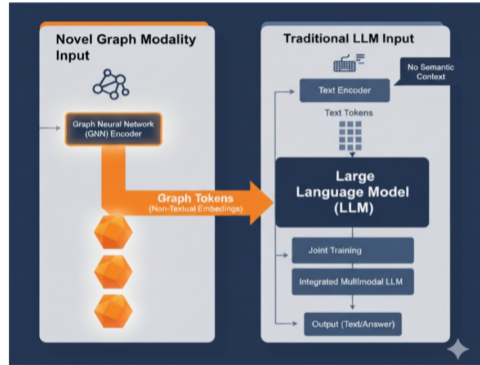 Novel Graph Modality
Input
Graph Neural Network
(GNN) Encoder
Graph Tokens
(Non-Textual Embedings)
Traditional LLM Input
No Semantic
Context
Text Encoder
Text Tokens
Large
Language Model
(LLM)
Joint Training
Integrated Multimodal LLM
Output (Text/Answer)